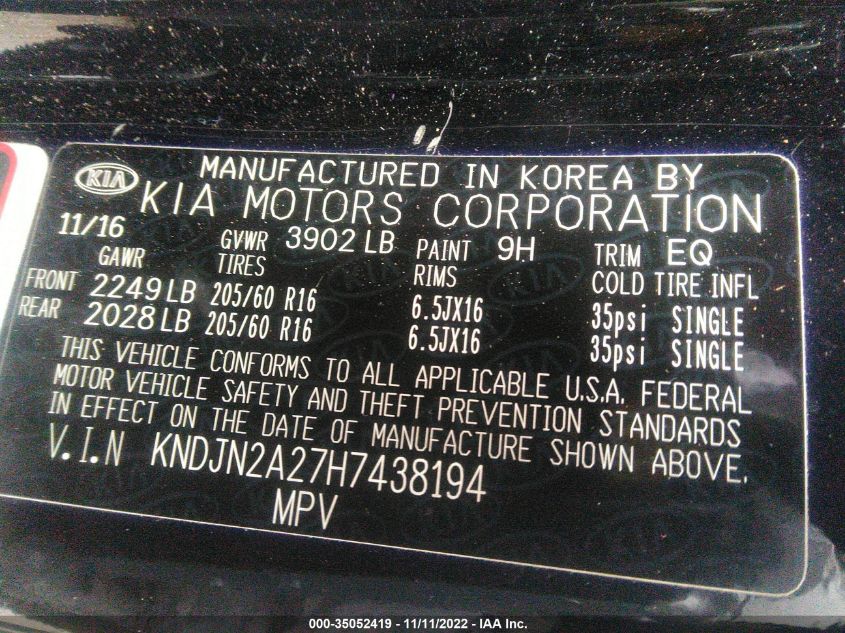 KIA
MANUFACTURED IN KOREA BY
KIA MOTORS CORPORATION
11/16 GVWR 3902 LB PAINT 9H TRIM EQ
GAWR TIRES RIMS COLD TIRE INFL
FRONT 2249 LB 205/60 R16 6.5JX16 35psi SINGLE
REAR 2028 LB 205/60 R16 6.5JX16 35psi SINGLE
THIS VEHICLE CONFORMS TO ALL APPLICABLE U.S.A. FEDERAL
MOTOR VEHICLE SAFETY AND THEFT PREVENTION STANDARDS
IN EFFECT ON THE DATE OF MANUFACTURE SHOWN ABOVE.
V.I.N KNDJN2A27H7438194
MPV
000-35052419 - 11/11/2022 - IAA Inc.